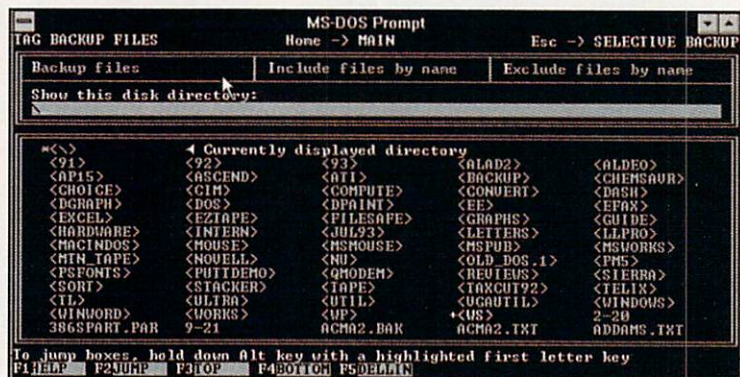 MS-DOS Prompt
TAG BACKUP FILES Home -> MAIN Esc -> SELECTIVE BACKUP
Backup files Include files by name Exclude files by name
Show this disk directory:
\
<\> ◄ Currently displayed directory
<91> <92> <93> <ALAD2> <ALDEO>
<AP15> <ASCEND> <ATI> <BACKUP> <CHEMSAVR>
<CHOICE> <CIM> <COMPUTE> <CONVERT> <DASH>
<DGRAPH> <DOS> <DPAINT> <EE> <EFAX>
<EXCEL> <EZTAPE> <FILESAFE> <GRAPHS> <GUIDE>
<HARDWARE> <INTERN> <JUL93> <LETTERS> <LLPRO>
<MACINDOS> <MOUSE> <MSMOUSE> <MSPUB> <MSWORKS>
<MTN_TAPE> <NOVELL> <NU> <OLD_DOS.1> <PM5>
<PSFONTS> <PUTTDEMO> <QMODEM> <REVIEWS> <SIERRA>
<SORT> <STACKER> <TAPE> <TAXCUT92> <TELIX>
<TL> <ULTRA> <UTIL> <VGAUTIL> <WINDOWS>
<WINWORD> <WORKS> <WP> <WS> 2-20
386SPART.PAR 9-21 ACMA2.BAK ACMA2.TXT ADDAMS.TXT
To jump boxes, hold down Alt key with a highlighted first letter key
F1HELP F2JUMP F3TOP F4BOTTOM F5DELLIN